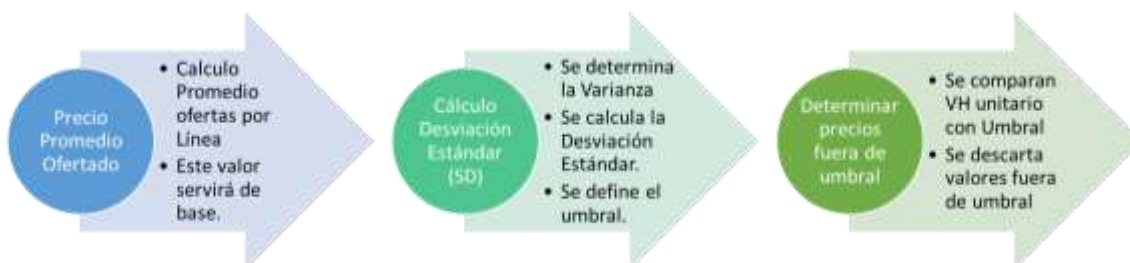 Precio
Promedio
Ofertado
• Calculo
Promedio
ofertas por
Línea
• Este valor
servirá de
base.
Cálculo
Desviación
Estándar
(SD)
• Se determina
la Varianza
• Se calcula la
Desviación
Estándar.
• Se define el
umbral.
Determinar
precios
fuera de
umbral
• Se comparan
VH unitario
con Umbral
• Se descarta
valores fuera
de umbral